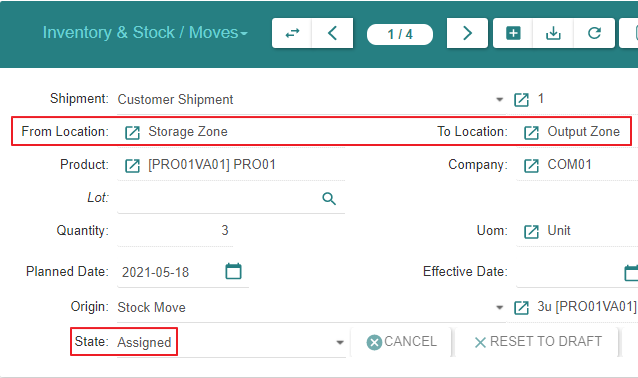 Inventory & Stock / Moves
1 / 4
Shipment: Customer Shipment 1
From Location: Storage Zone To Location: Output Zone
Product: [PRO01VA01] PRO01 Company: COM01
Lot:
Quantity: 3 Uom: Unit
Planned Date: 2021-05-18 Effective Date:
Origin: Stock Move 3u [PRO01VA01]
State: Assigned CANCEL RESET TO DRAFT